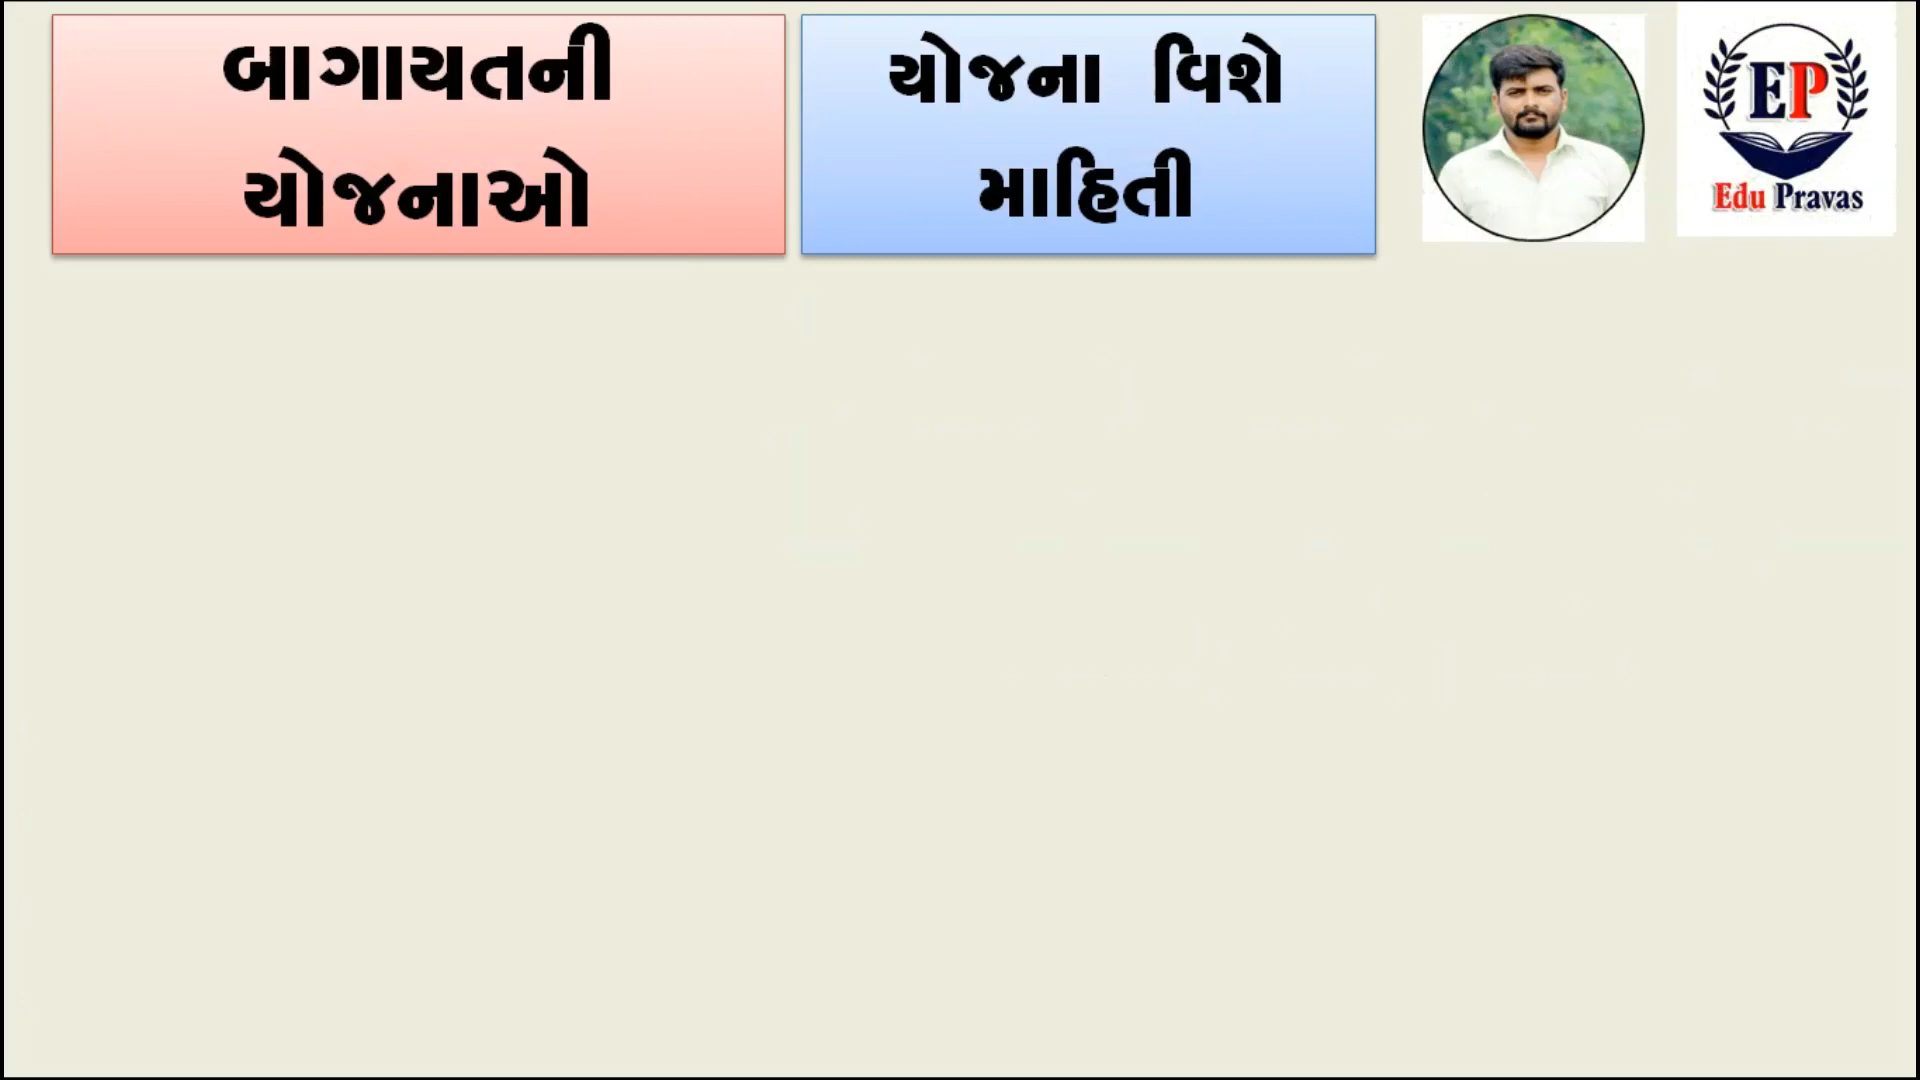 બાગાયતની
યોજનાઓ
યોજના વિશે
માહિતી
EP
Edu Pravas